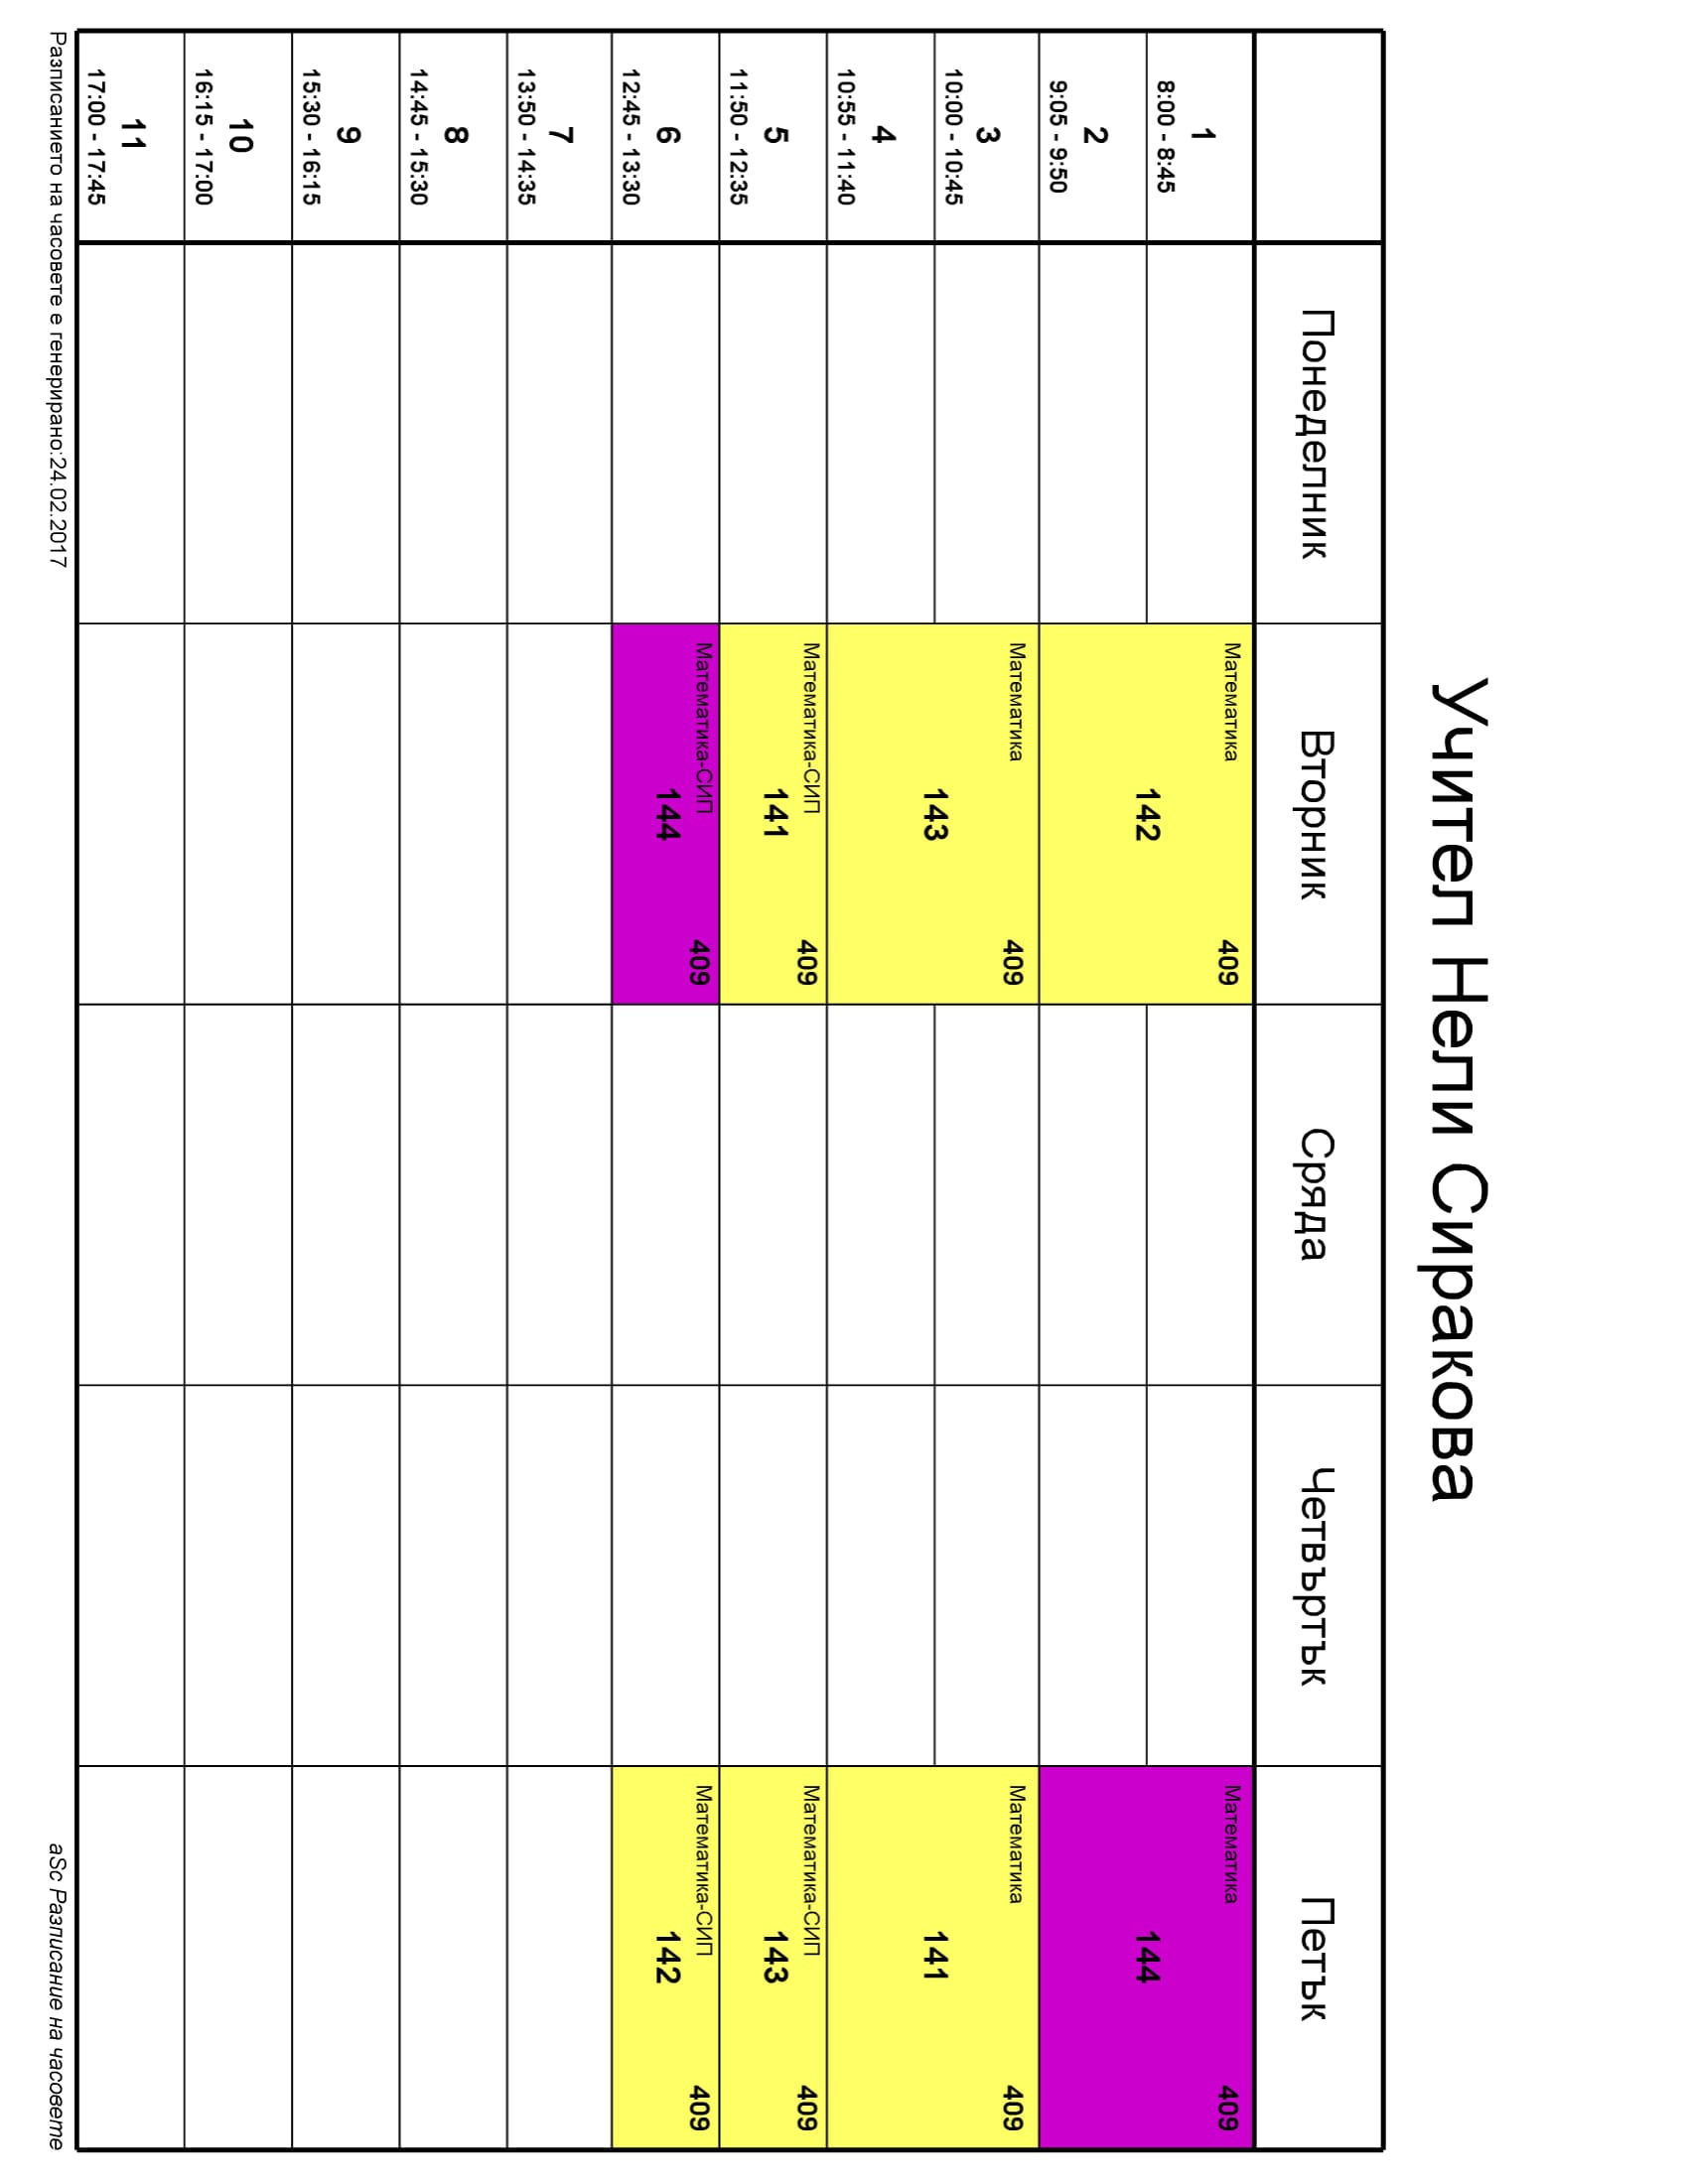 Учител Нели Сиракова
Понеделник
Вторник
Сряда
Четвъртък
Петък
1
8:00 - 8:45
Математика
142
409
Математика
144
409
2
9:05 - 9:50
3
10:00 - 10:45
Математика
143
409
Математика
141
409
4
10:55 - 11:40
5
11:50 - 12:35
Математика-СИП
141
409
Математика-СИП
143
409
6
12:45 - 13:30
Математика-СИП
144
409
Математика-СИП
142
409
7
13:50 - 14:35
8
14:45 - 15:30
9
15:30 - 16:15
10
16:15 - 17:00
11
17:00 - 17:45
Разписанието на часовете е генерирано:24.02.2017
aSc Разписание на часовете